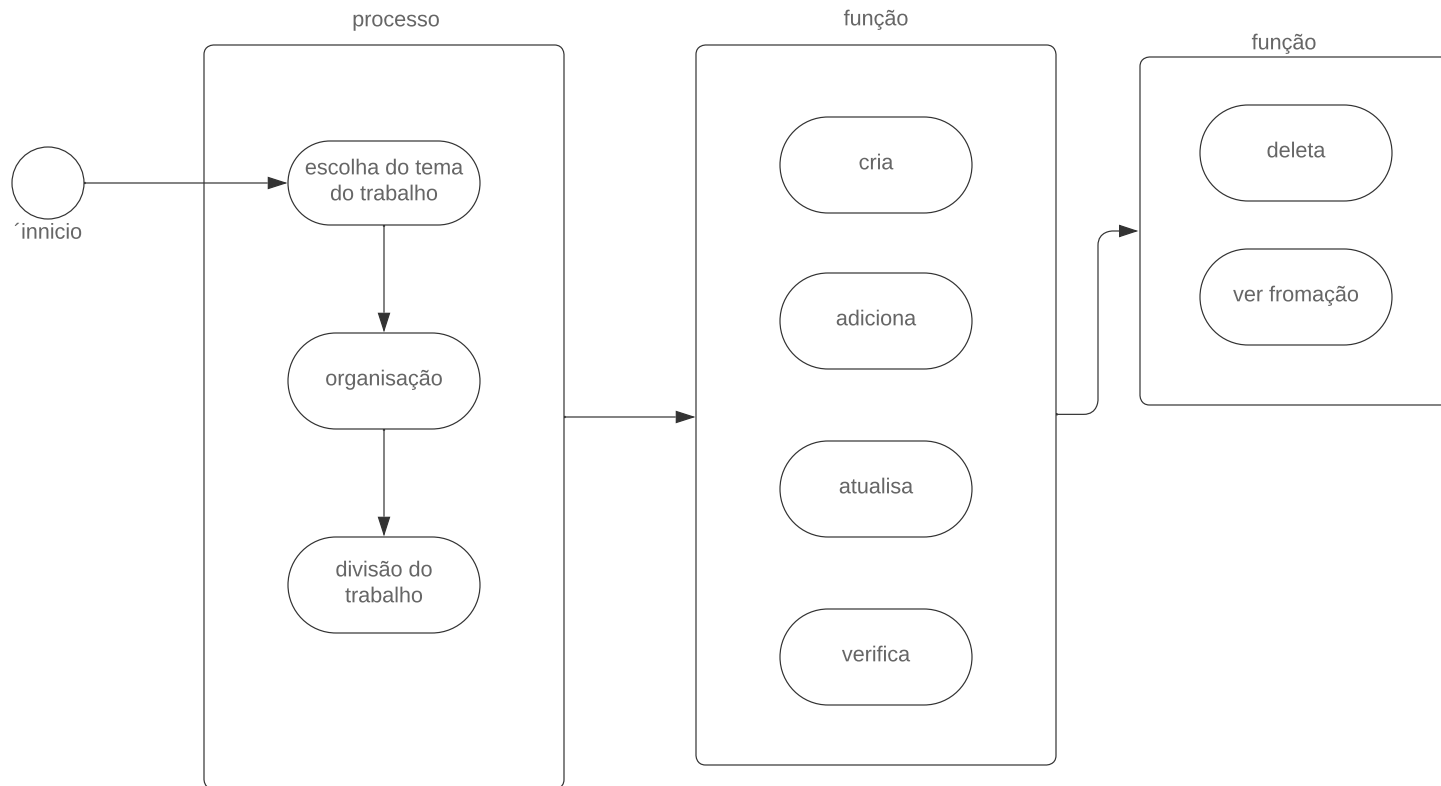 processo
função
função
´innicio
escolha do tema
do trabalho
organisação
divisão do
trabalho
cria
adiciona
atualisa
verifica
deleta
ver fromação